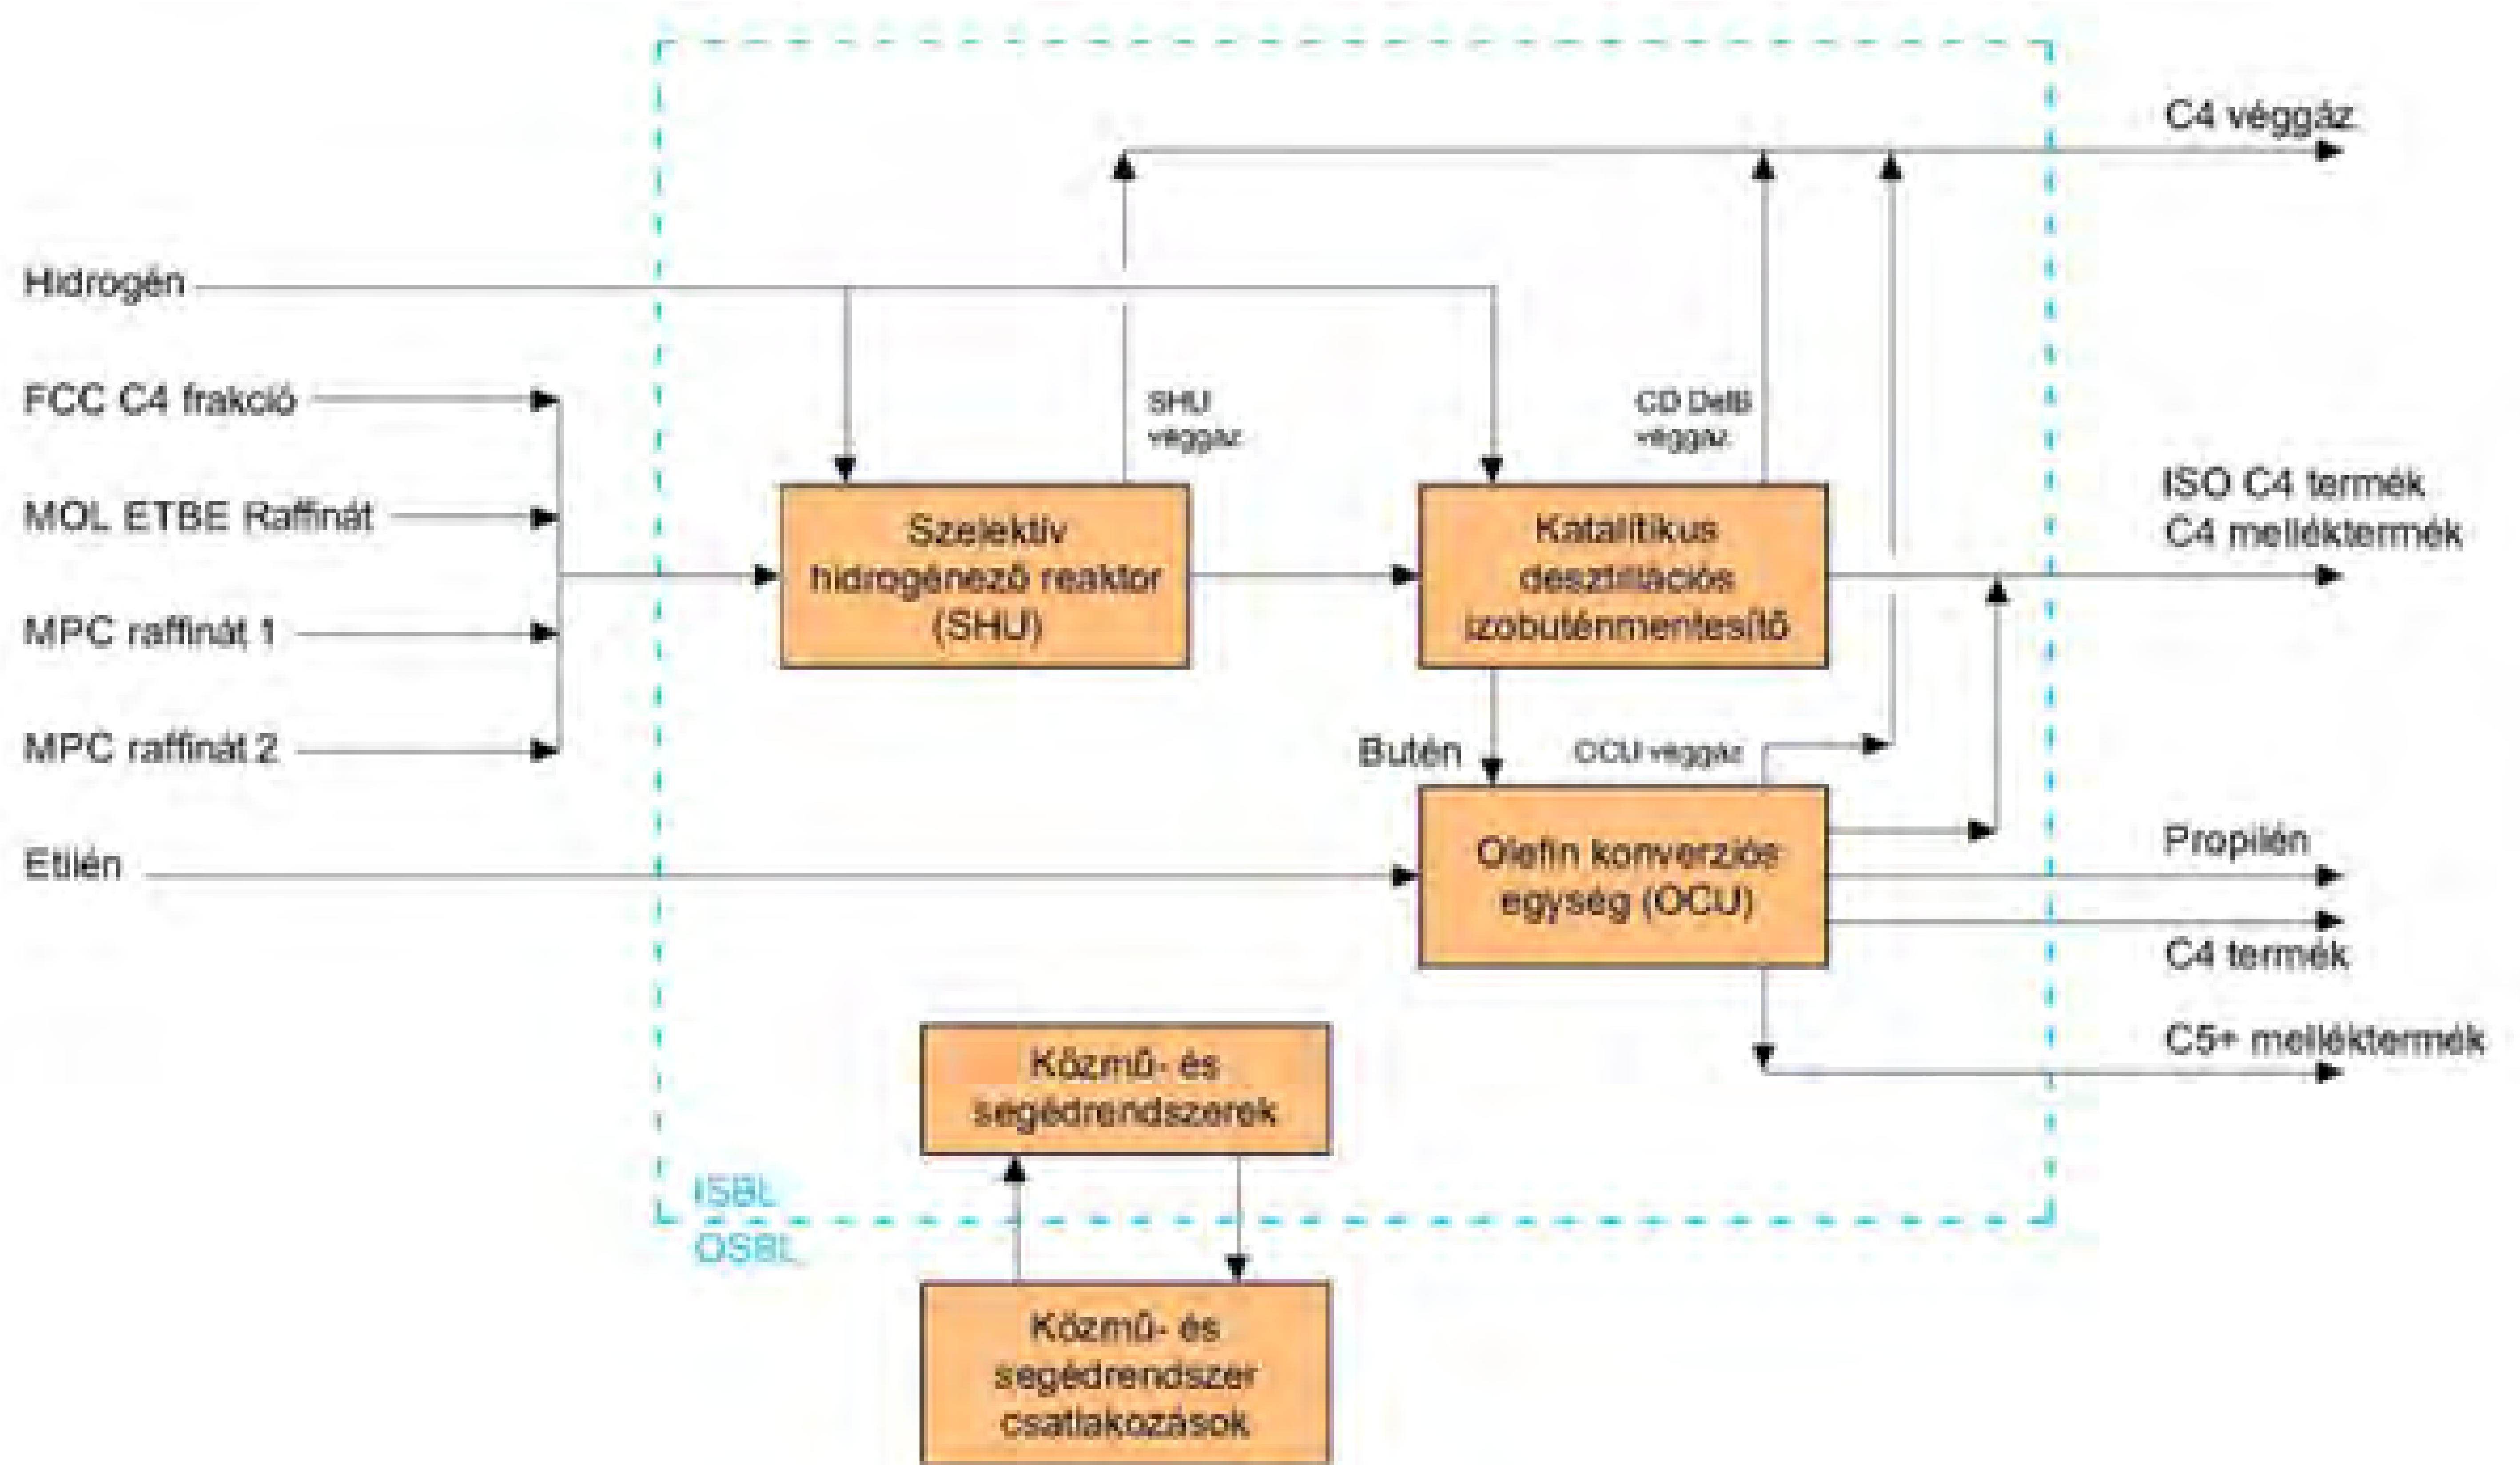 C4 véggáz
Hidrogén
FCC C4 frakció
MOL ETBE Raffinát
MPC raffinát 1
MPC raffinát 2
Etilén
SHU
véggáz
CD DeIB
véggáz
Szelektív
hidrogénező reaktor
(SHU)
Katalítikus
desztillációs
izobuténmentesítő
ISO C4 termék
C4 melléktermék
Butén
OCU véggáz
Olefin konverziós
egység (OCU)
Propilén
C4 termék
C5+ melléktermék
Közmű- és
segédrendszerek
ISBL
OSBL
Közmű- és
segédrendszer
csatlakozások